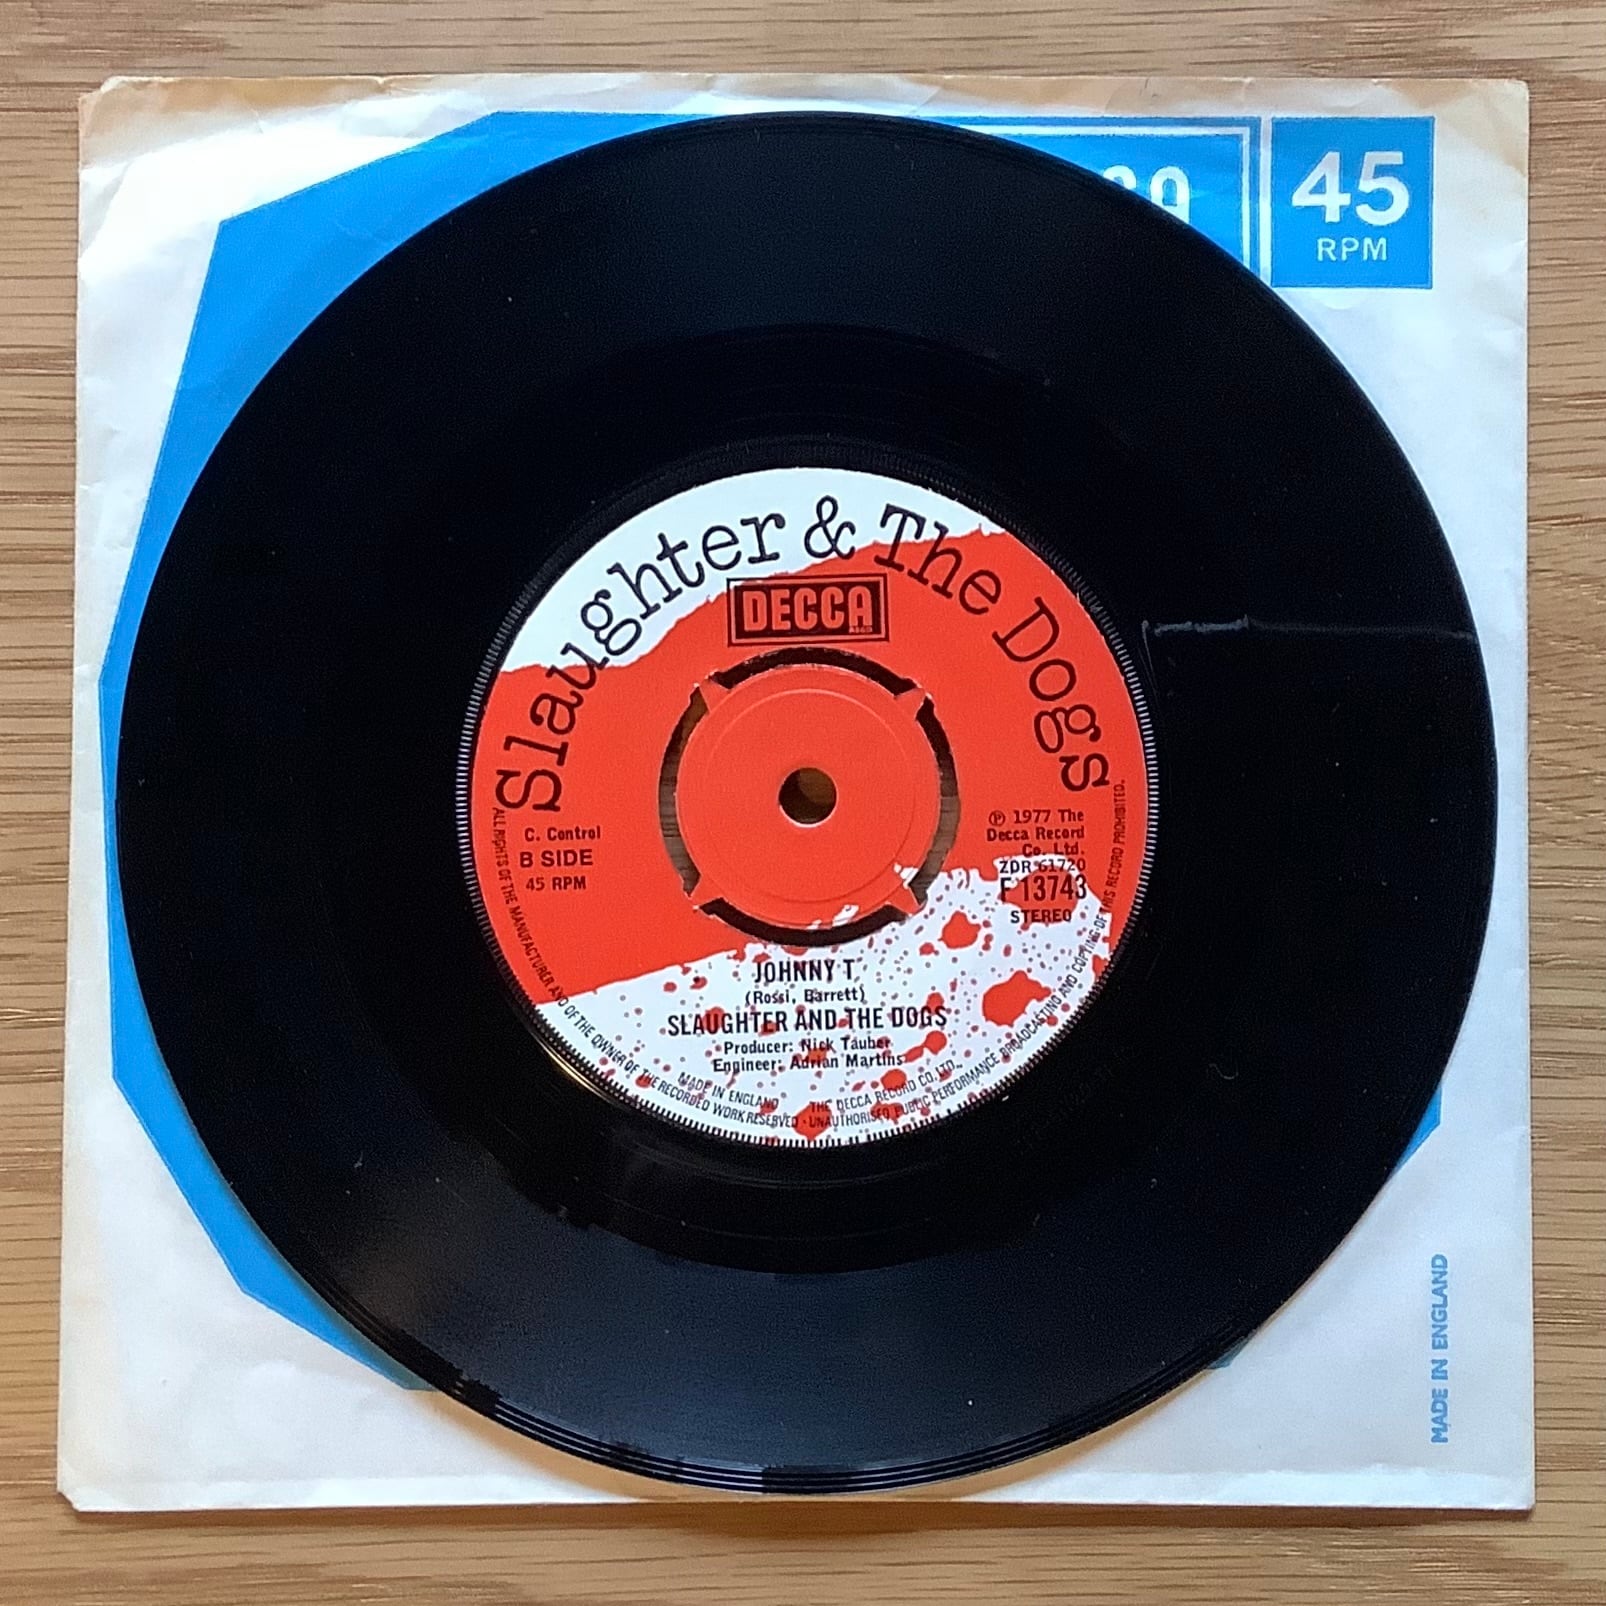 45
RPM
Slaughter & The Dogs
DECCA
C. Control
B SIDE
45 RPM
℗ 1977 The
Decca Record
Co. Ltd.
ZDR 61720
F 13743
STEREO
JOHNNY T
(Rossi, Barrett)
SLAUGHTER AND THE DOGS
Producer: Nick Tauber
Engineer: Adrian Martins
MADE IN ENGLAND
THE DECCA RECORD CO. LTD.
ALL RIGHTS OF THE MANUFACTURER AND OF THE OWNER OF THE RECORDED WORK RESERVED · UNAUTHORISED PUBLIC PERFORMANCE BROADCASTING AND COPYING OF THIS RECORD PROHIBITED.
MADE IN ENGLAND